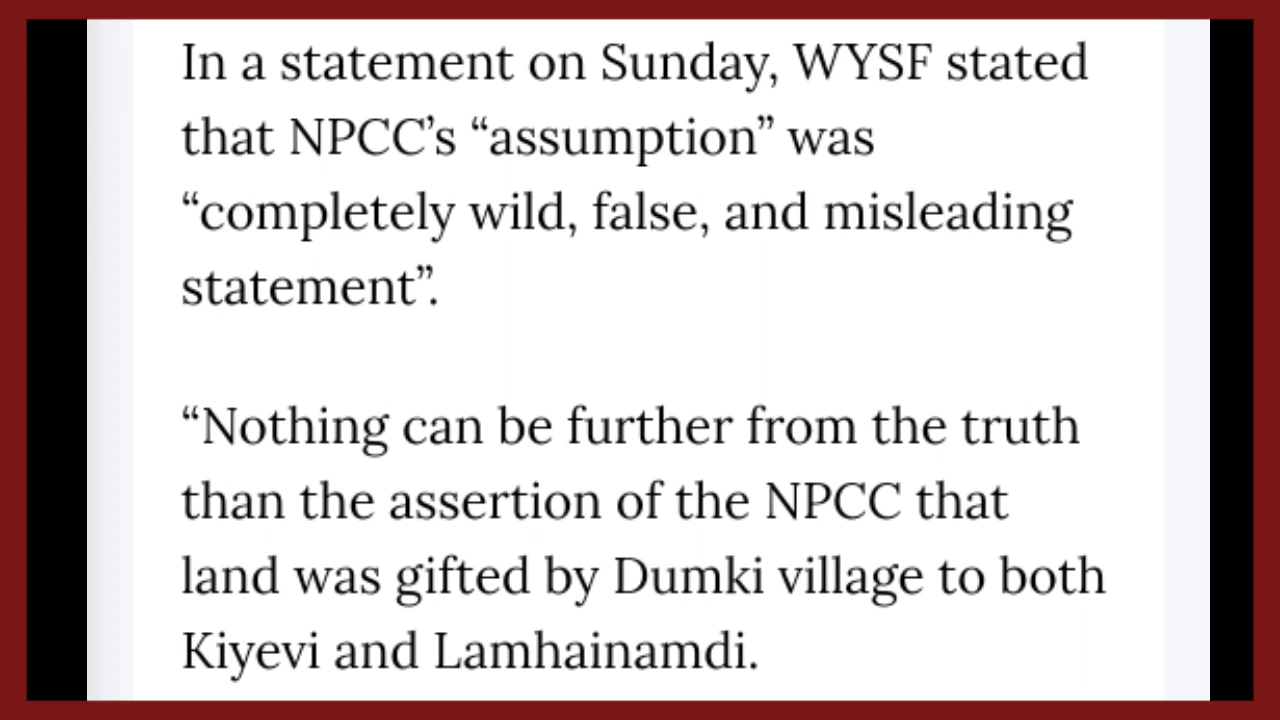 In a statement on Sunday, WYSF stated
that NPCC’s “assumption” was
“completely wild, false, and misleading
statement”.
“Nothing can be further from the truth
than the assertion of the NPCC that
land was gifted by Dumki village to both
Kiyevi and Lamhainamdi.